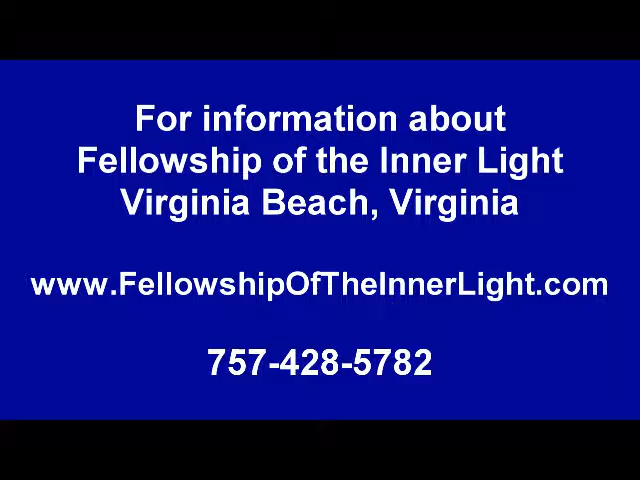 For information about
Fellowship of the Inner Light
Virginia Beach, Virginia
www.FellowshipOfTheInnerLight.com
757-428-5782